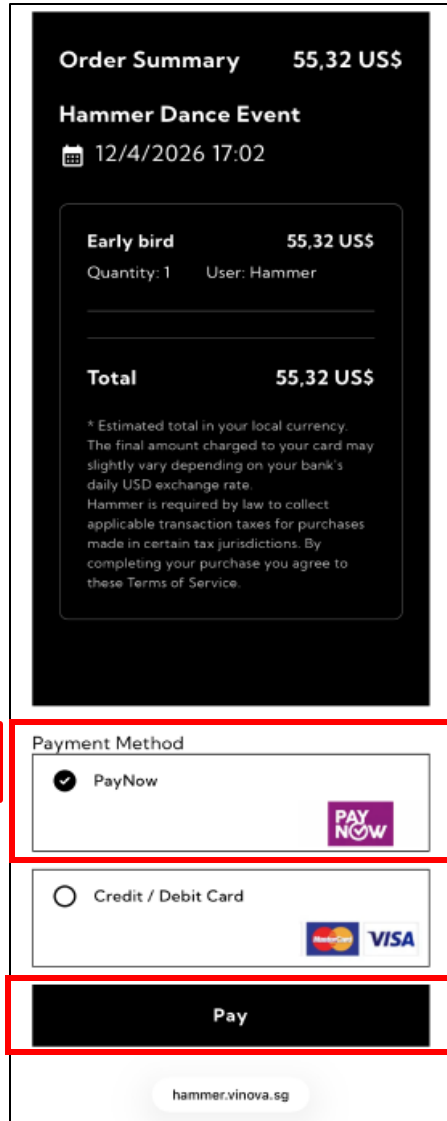 Order Summary 55,32 US$
Hammer Dance Event
12/4/2026 17:02
Early bird 55,32 US$
Quantity: 1 User: Hammer
Total 55,32 US$
* Estimated total in your local currency.
The final amount charged to your card may
slightly vary depending on your bank's
daily USD exchange rate.
Hammer is required by law to collect
applicable transaction taxes for purchases
made in certain tax jurisdictions. By
completing your purchase you agree to
these Terms of Service.
Payment Method
PayNow
PAY
NOW
Credit / Debit Card
MasterCard VISA
Pay
hammer.vinova.sg